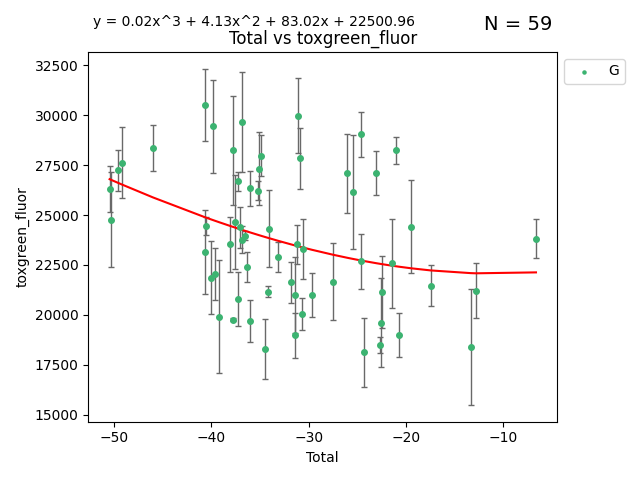 y = 0.02x^3 + 4.13x^2 + 83.02x + 22500.96
N = 59
Total vs toxgreen_fluor
G
toxgreen_fluor
32500
30000
27500
25000
22500
20000
17500
15000
−50
−40
−30
−20
−10
Total